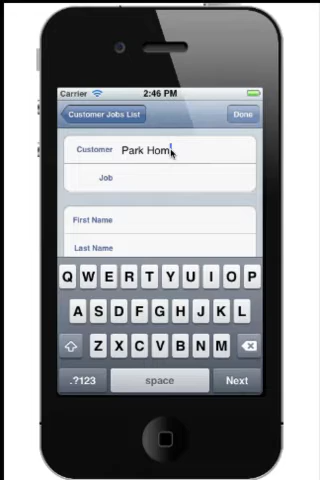 Carrier 2:46 PM
Customer Jobs List Done
Customer Park Hom
Job
First Name
Last Name
Q W E R T Y U I O P
A S D F G H J K L
Z X C V B N M
.?123 space Next